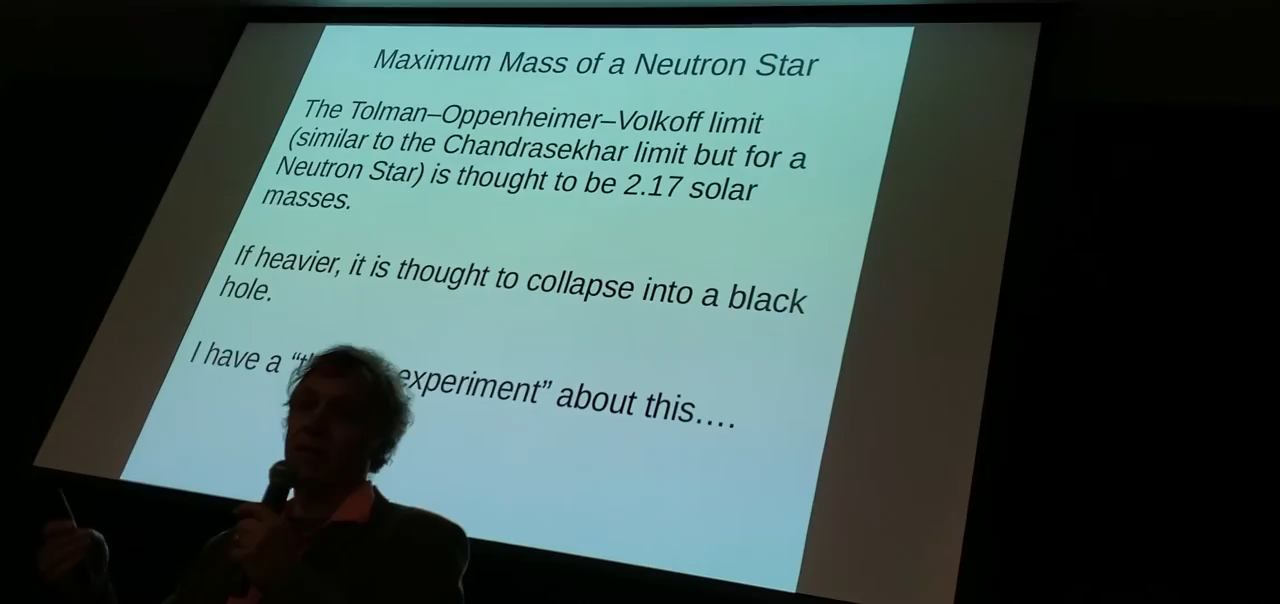 Maximum Mass of a Neutron Star
The Tolman–Oppenheimer–Volkoff limit
(similar to the Chandrasekhar limit but for a
Neutron Star) is thought to be 2.17 solar
masses.
If heavier, it is thought to collapse into a black
hole.
I have a experiment” about this….